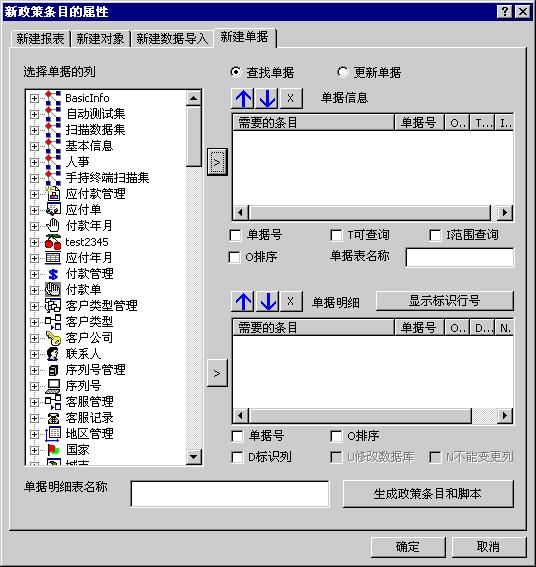 新政策条目的属性
新建报表 新建对象 新建数据导入 新建单据
选择单据的列
BasicInfo
自动测试集
扫描数据集
基本信息
人事
手持终端扫描集
应付款管理
应付单
付款年月
test2345
应付年月
付款管理
付款单
客户类型管理
客户类型
客户公司
联系人
序列号管理
序列号
客服管理
客服记录
地区管理
国家
城市
查找单据 更新单据
X 单据信息
需要的条目 单据号 O.. T... I..
>
单据号 T可查询 I范围查询
O排序 单据表名称
X 单据明细 显示标识行号
需要的条目 单据号 O.. D... N.
>
单据号 O排序
D标识列 U修改数据库 N不能变更列
单据明细表名称 生成政策条目和脚本
确定 取消